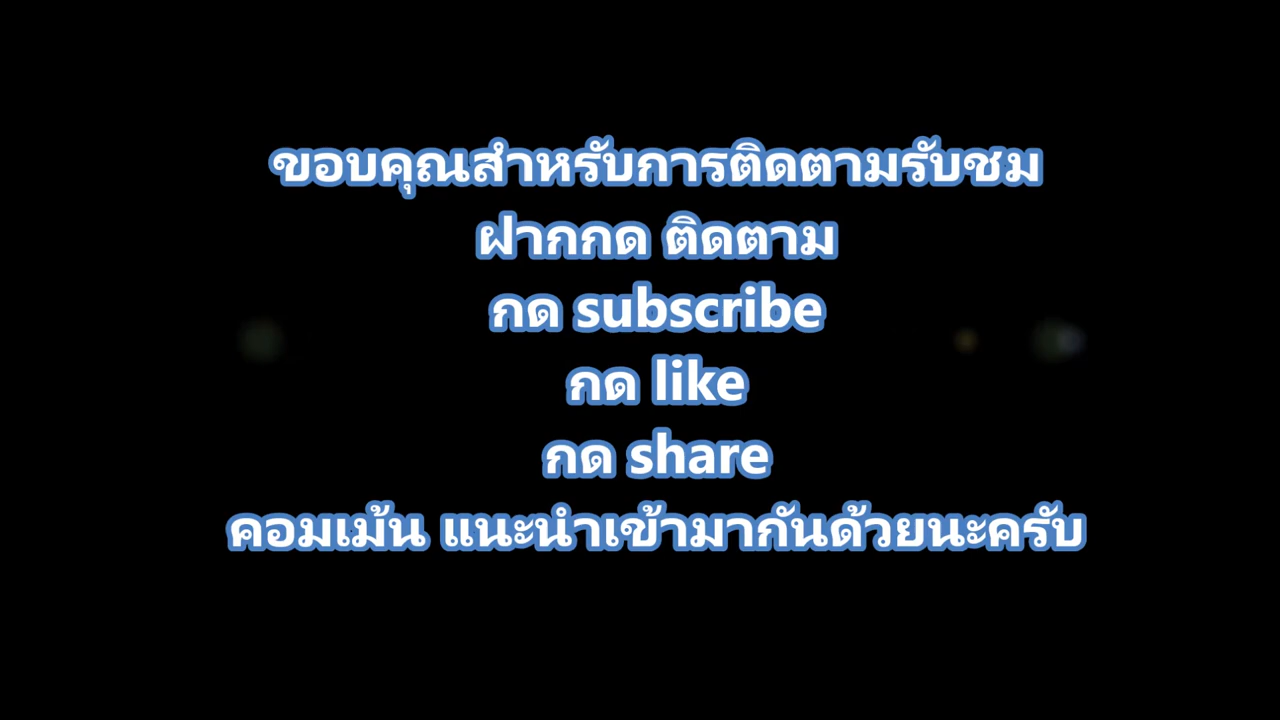 ขอบคุณสำหรับการติดตามรับชม
ฝากกด ติดตาม
กด subscribe
กด like
กด share
คอมเม้น แนะนำเข้ามากันด้วยนะครับ